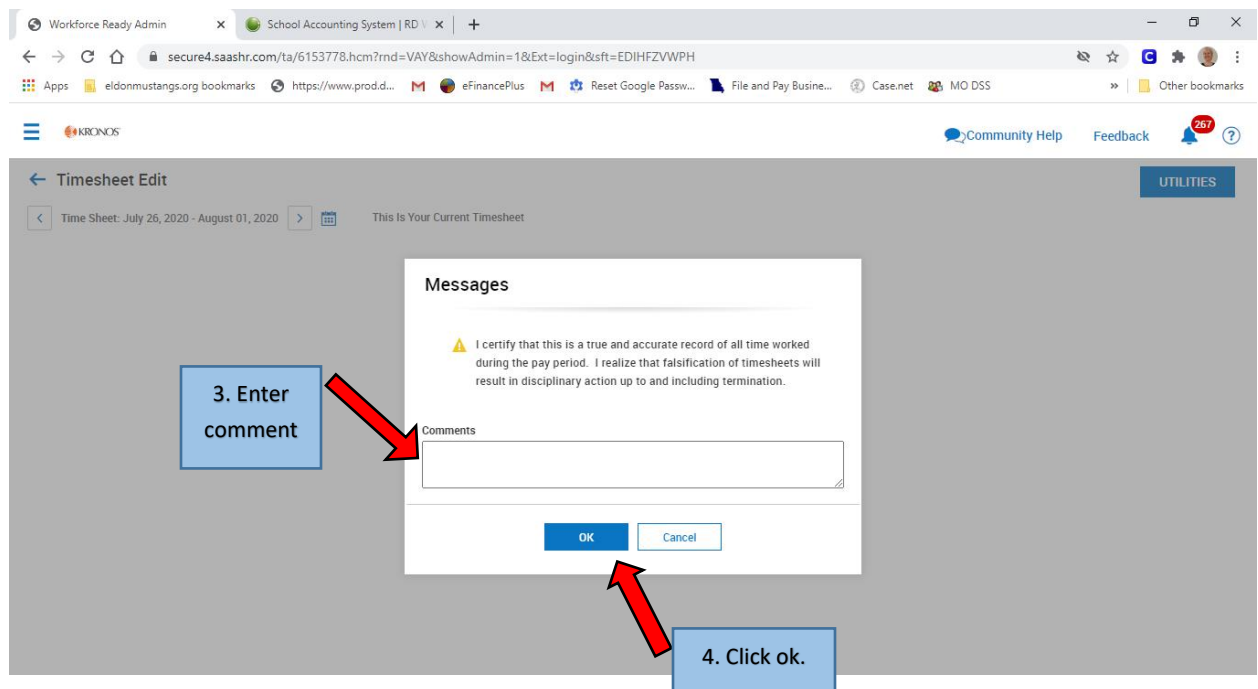 Workforce Ready Admin
School Accounting System | RD V
secure4.saashr.com/ta/6153778.hcm?rnd=VAY&showAdmin=1&Ext=login&sft=EDIHFZVWPH
Apps
eldonmustangs.org bookmarks
https://www.prod.d...
eFinancePlus
Reset Google Passw...
File and Pay Busine...
Case.net
MO DSS
»
Other bookmarks
KRONOS
Community Help
Feedback
267
Timesheet Edit
UTILITIES
Time Sheet: July 26, 2020 - August 01, 2020
This Is Your Current Timesheet
Messages
I certify that this is a true and accurate record of all time worked
during the pay period. I realize that falsification of timesheets will
result in disciplinary action up to and including termination.
3. Enter
comment
Comments
OK
Cancel
4. Click ok.